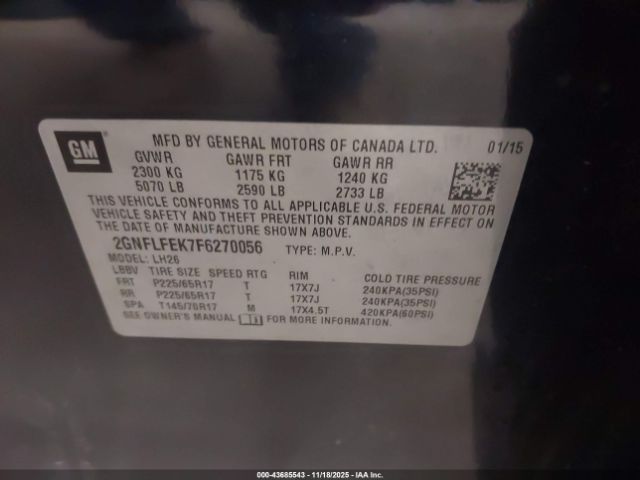 GM
MFD BY GENERAL MOTORS OF CANADA LTD. 01/15
GVWR GAWR FRT GAWR RR
2300 KG 1175 KG 1240 KG
5070 LB 2590 LB 2733 LB
THIS VEHICLE CONFORMS TO ALL APPLICABLE U.S. FEDERAL MOTOR
VEHICLE SAFETY AND THEFT PREVENTION STANDARDS IN EFFECT ON
THE DATE OF MANUFACTURE SHOWN ABOVE.
2GNFLFEK7F6270056 TYPE: M.P.V.
MODEL: LH26
LBBV TIRE SIZE SPEED RTG RIM COLD TIRE PRESSURE
FRT P225/65R17 T 17X7J 240KPA(35PSI)
RR P225/65R17 T 17X7J 240KPA(35PSI)
SPA T145/70R17 M 17X4.5T 420KPA(60PSI)
SEE OWNER'S MANUAL FOR MORE INFORMATION.
000-43685543 - 11/18/2025 - IAA Inc.